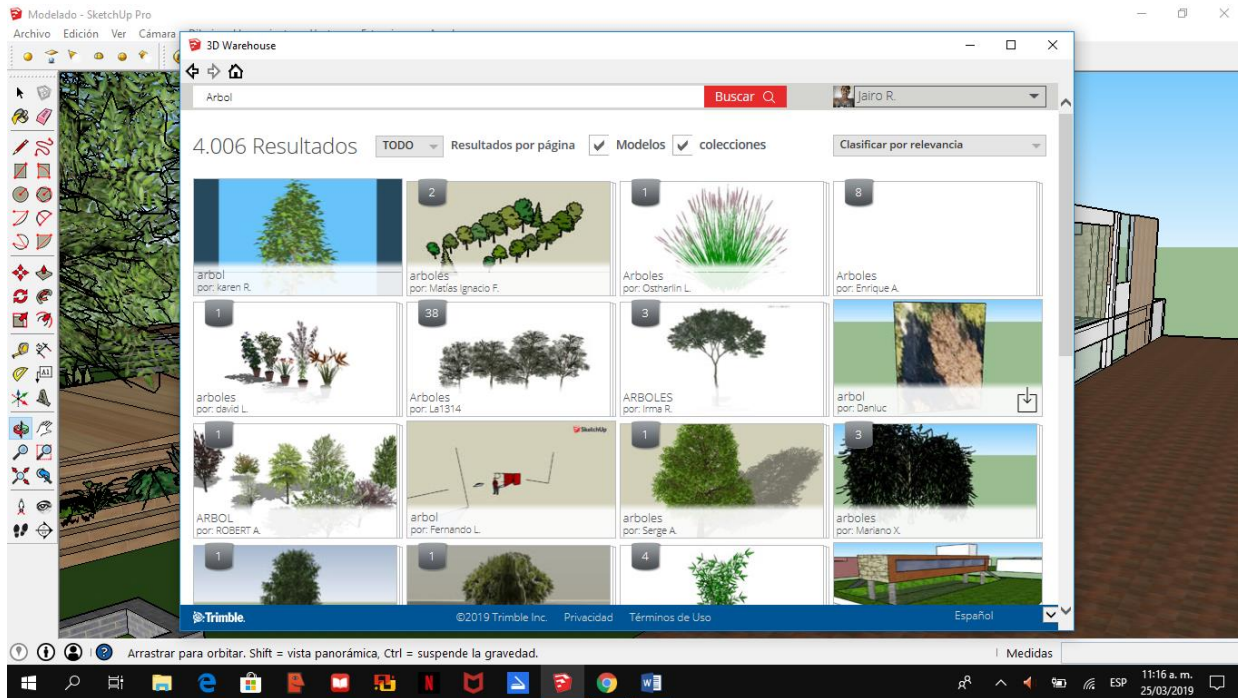 Modelado - SketchUp Pro
Archivo Edición Ver Cámara
3D Warehouse
Arbol
Buscar
Jairo R.
4.006 Resultados
TODO
Resultados por página
Modelos
colecciones
Clasificar por relevancia
arbol
por: karen R.
2
arboles
por: Matías Ignacio F.
1
Arboles
por: Ostharlin L.
8
Arboles
por: Enrique A.
1
arboles
por: david L.
38
Arboles
por: La1314
3
ARBOLES
por: Irma R.
arbol
por: Danluc
1
ARBOL
por: ROBERT A.
SketchUp
arbol
por: Fernando L.
1
arboles
por: Serge A.
3
arboles
por: Mariano X.
1
1
4
Trimble.
©2019 Trimble Inc. Privacidad Términos de Uso
Español
Arrastrar para orbitar. Shift = vista panorámica, Ctrl = suspende la gravedad.
Medidas
ESP
11:16 a. m.
25/03/2019